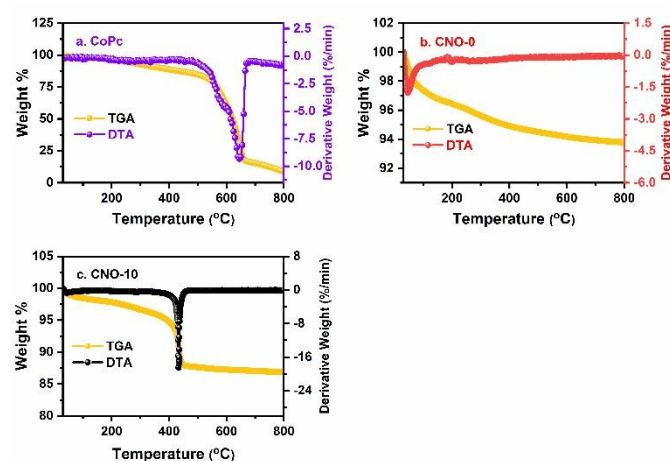 a. CoPc
TGA
DTA
125
100
75
50
25
0
2.5
0.0
-2.5
-5.0
-7.5
-10.0
200 400 600 800
Weight %
Derivative Weight (%/min)
Temperature (°C)
b. CNO-0
TGA
DTA
102
100
98
96
94
92
1.5
0.0
-1.5
-3.0
-4.5
-6.0
200 400 600 800
Weight %
Derivative Weight (%/min)
Temperature (°C)
c. CNO-10
TGA
DTA
105
100
95
90
85
80
8
0
-8
-16
-24
200 400 600 800
Weight %
Derivative Weight (%/min)
Temperature (°C)